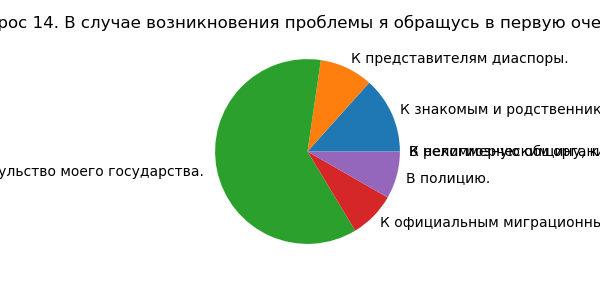 рос 14. В случае возникновения проблемы я обращусь в первую оче
К представителям диаспоры.
К знакомым и родственник
В полицию.
ульство моего государства.
К официальным миграционны